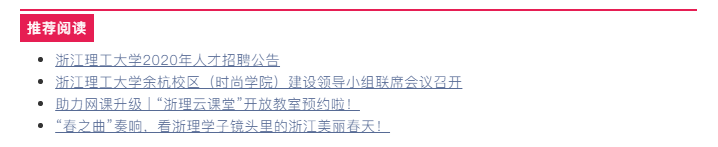 推荐阅读
浙江理工大学2020年人才招聘公告
浙江理工大学余杭校区（时尚学院）建设领导小组联席会议召开
助力网课升级 | “浙理云课堂”开放教室预约啦！
“春之曲”奏响，看浙理学子镜头里的浙江美丽春天！